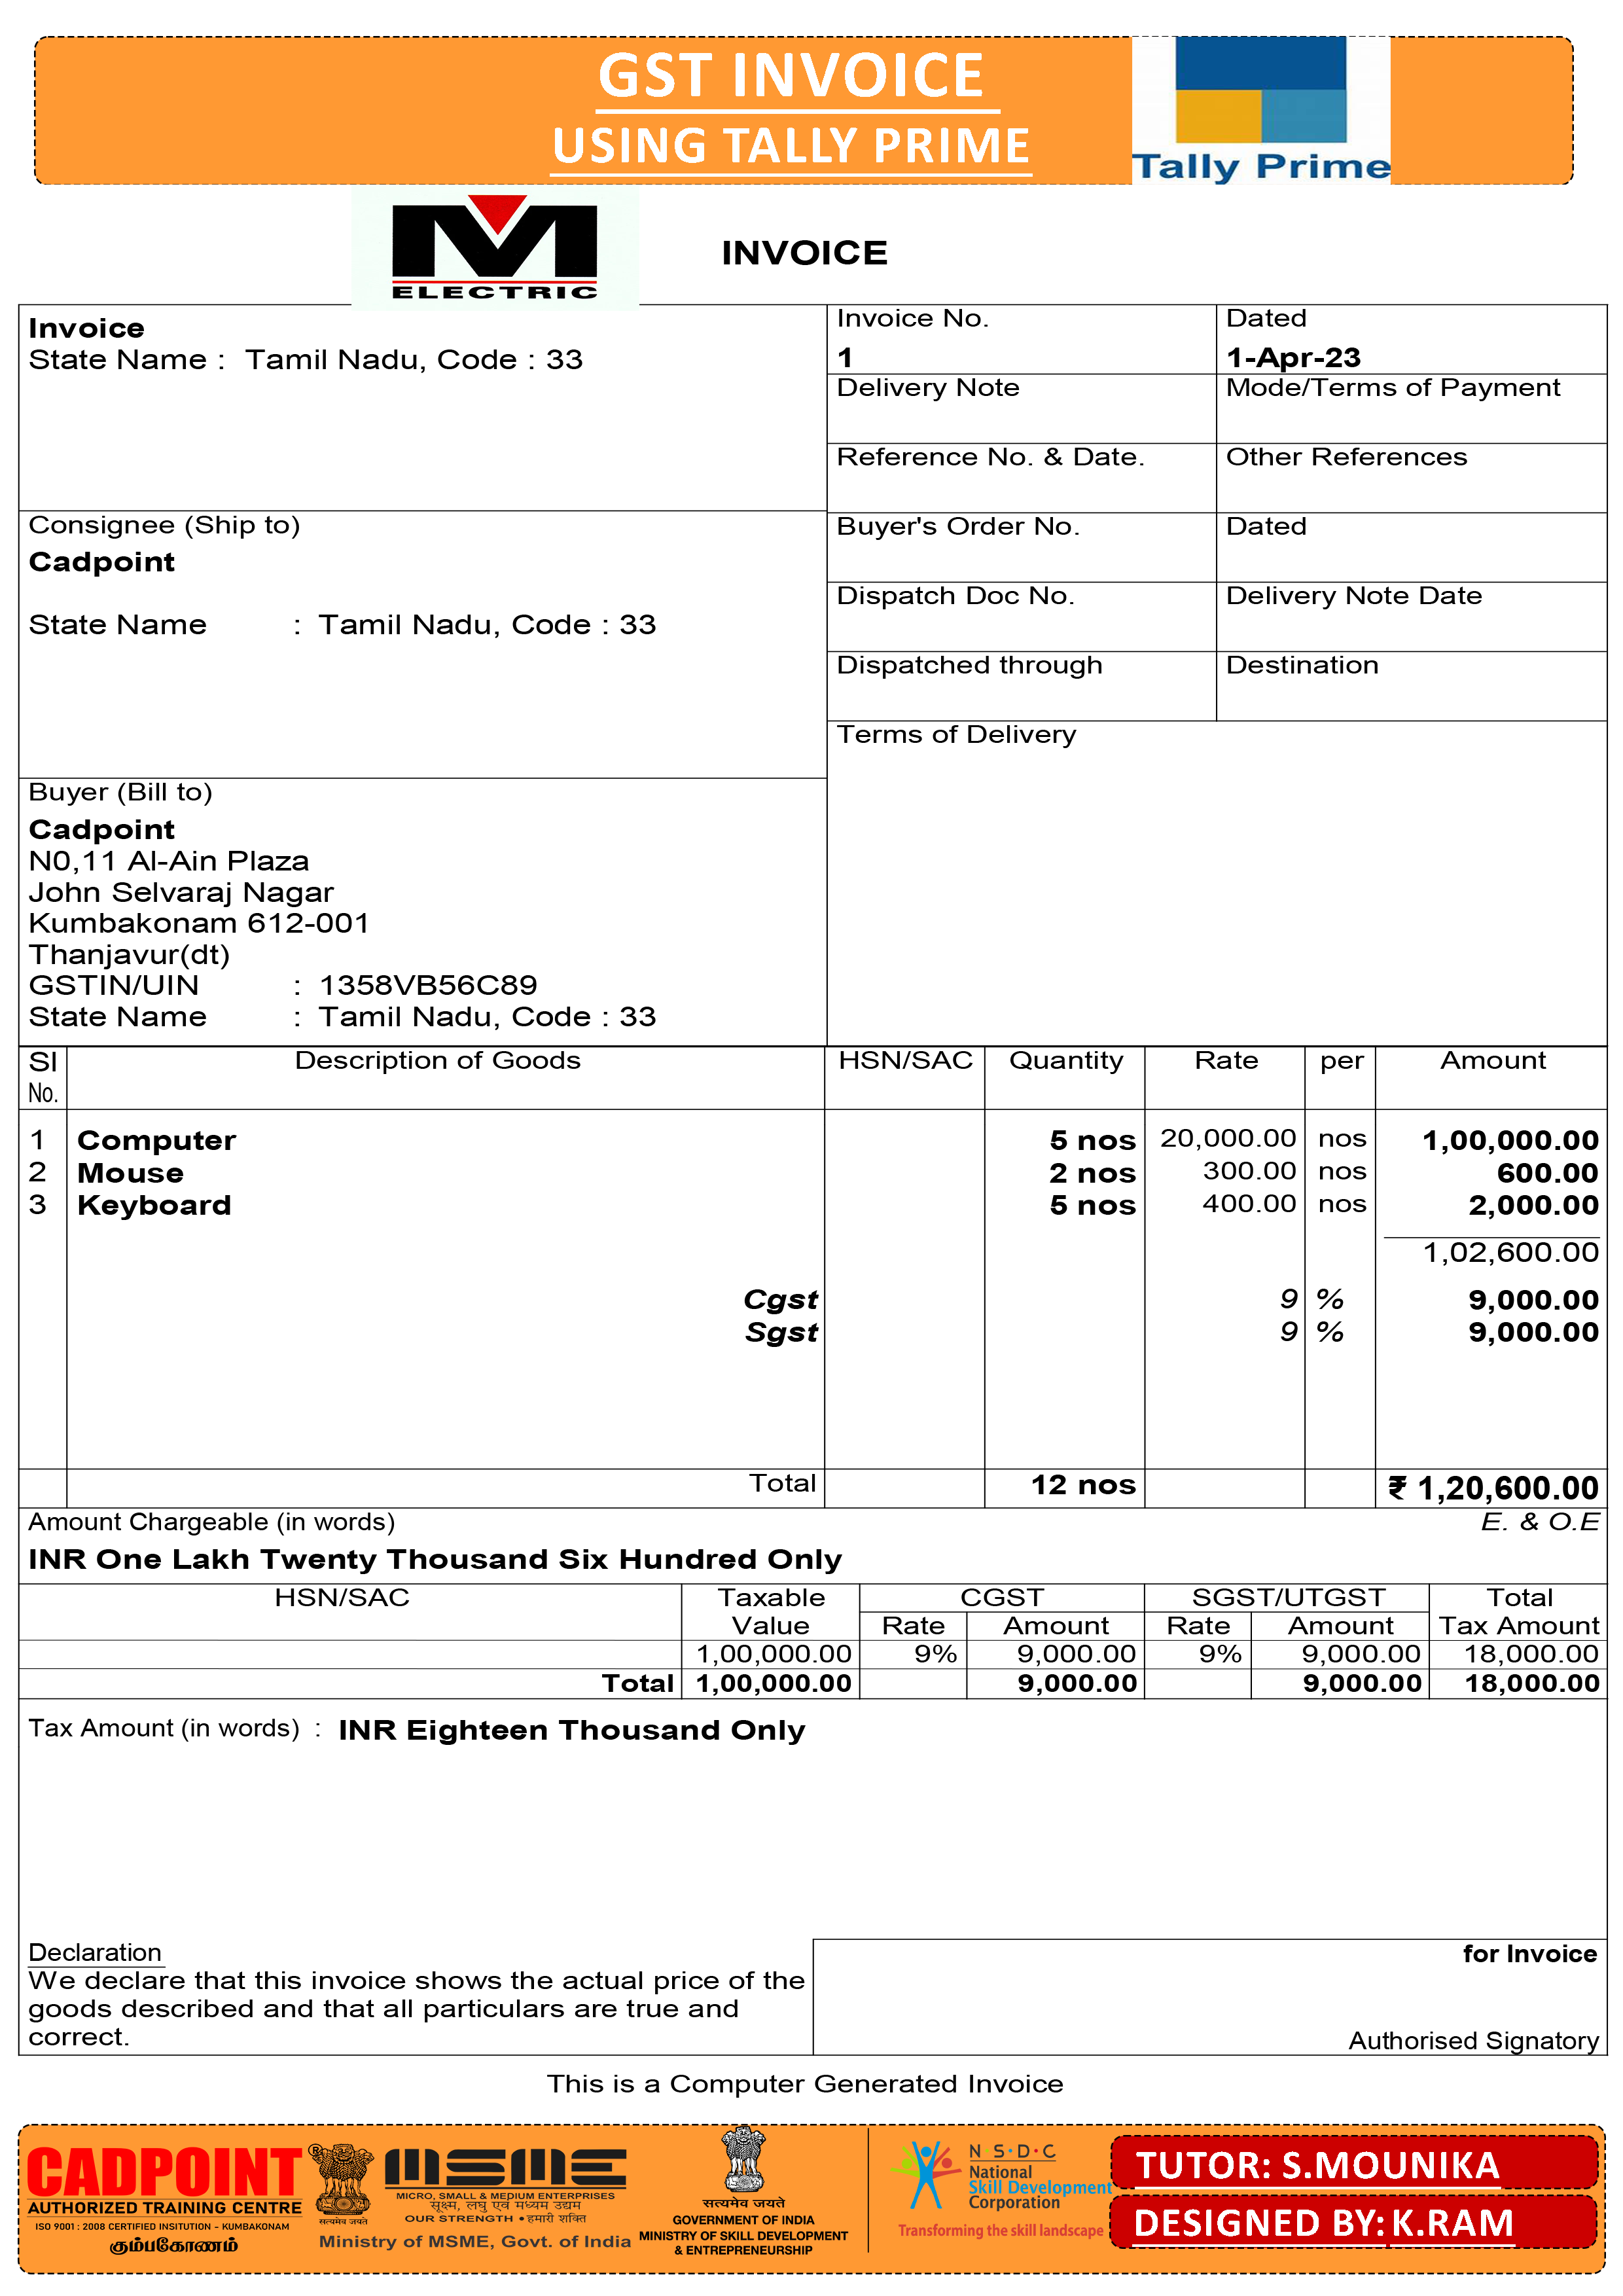 GST INVOICE
USING TALLY PRIME
Tally Prime
M
ELECTRIC
INVOICE
Invoice
State Name : Tamil Nadu, Code : 33
Invoice No.
1
Dated
1-Apr-23
Delivery Note
Mode/Terms of Payment
Reference No. & Date.
Other References
Consignee (Ship to)
Cadpoint
State Name : Tamil Nadu, Code : 33
Buyer's Order No.
Dated
Dispatch Doc No.
Delivery Note Date
Dispatched through
Destination
Terms of Delivery
Buyer (Bill to)
Cadpoint
N0,11 Al-Ain Plaza
John Selvaraj Nagar
Kumbakonam 612-001
Thanjavur(dt)
GSTIN/UIN : 1358VB56C89
State Name : Tamil Nadu, Code : 33
Sl No. Description of Goods HSN/SAC Quantity Rate per Amount
1 Computer 5 nos 20,000.00 nos 1,00,000.00
2 Mouse 2 nos 300.00 nos 600.00
3 Keyboard 5 nos 400.00 nos 2,000.00
1,02,600.00
Cgst 9 % 9,000.00
Sgst 9 % 9,000.00
Total 12 nos ₹ 1,20,600.00
Amount Chargeable (in words) E. & O.E
INR One Lakh Twenty Thousand Six Hundred Only
HSN/SAC Taxable Value CGST SGST/UTGST Total Tax Amount
Rate Amount Rate Amount
1,00,000.00 9% 9,000.00 9% 9,000.00 18,000.00
Total 1,00,000.00 9,000.00 9,000.00 18,000.00
Tax Amount (in words) : INR Eighteen Thousand Only
Declaration
We declare that this invoice shows the actual price of the
goods described and that all particulars are true and
correct.
for Invoice
Authorised Signatory
This is a Computer Generated Invoice
CADPOINT ®
AUTHORIZED TRAINING CENTRE
ISO 9001 : 2008 CERTIFIED INSITUTION - KUMBAKONAM
கும்பகோணம்
सत्यमेव जयते
MSME
MICRO, SMALL & MEDIUM ENTERPRISES
सूक्ष्म, लघु एवं मध्यम उद्यम
OUR STRENGTH • हमारी शक्ति
Ministry of MSME, Govt. of India
सत्यमेव जयते
GOVERNMENT OF INDIA
MINISTRY OF SKILL DEVELOPMENT
& ENTREPRENEURSHIP
N·S·D·C
National
Skill Development
Corporation
Transforming the skill landscape
TUTOR: S.MOUNIKA
DESIGNED BY: K.RAM